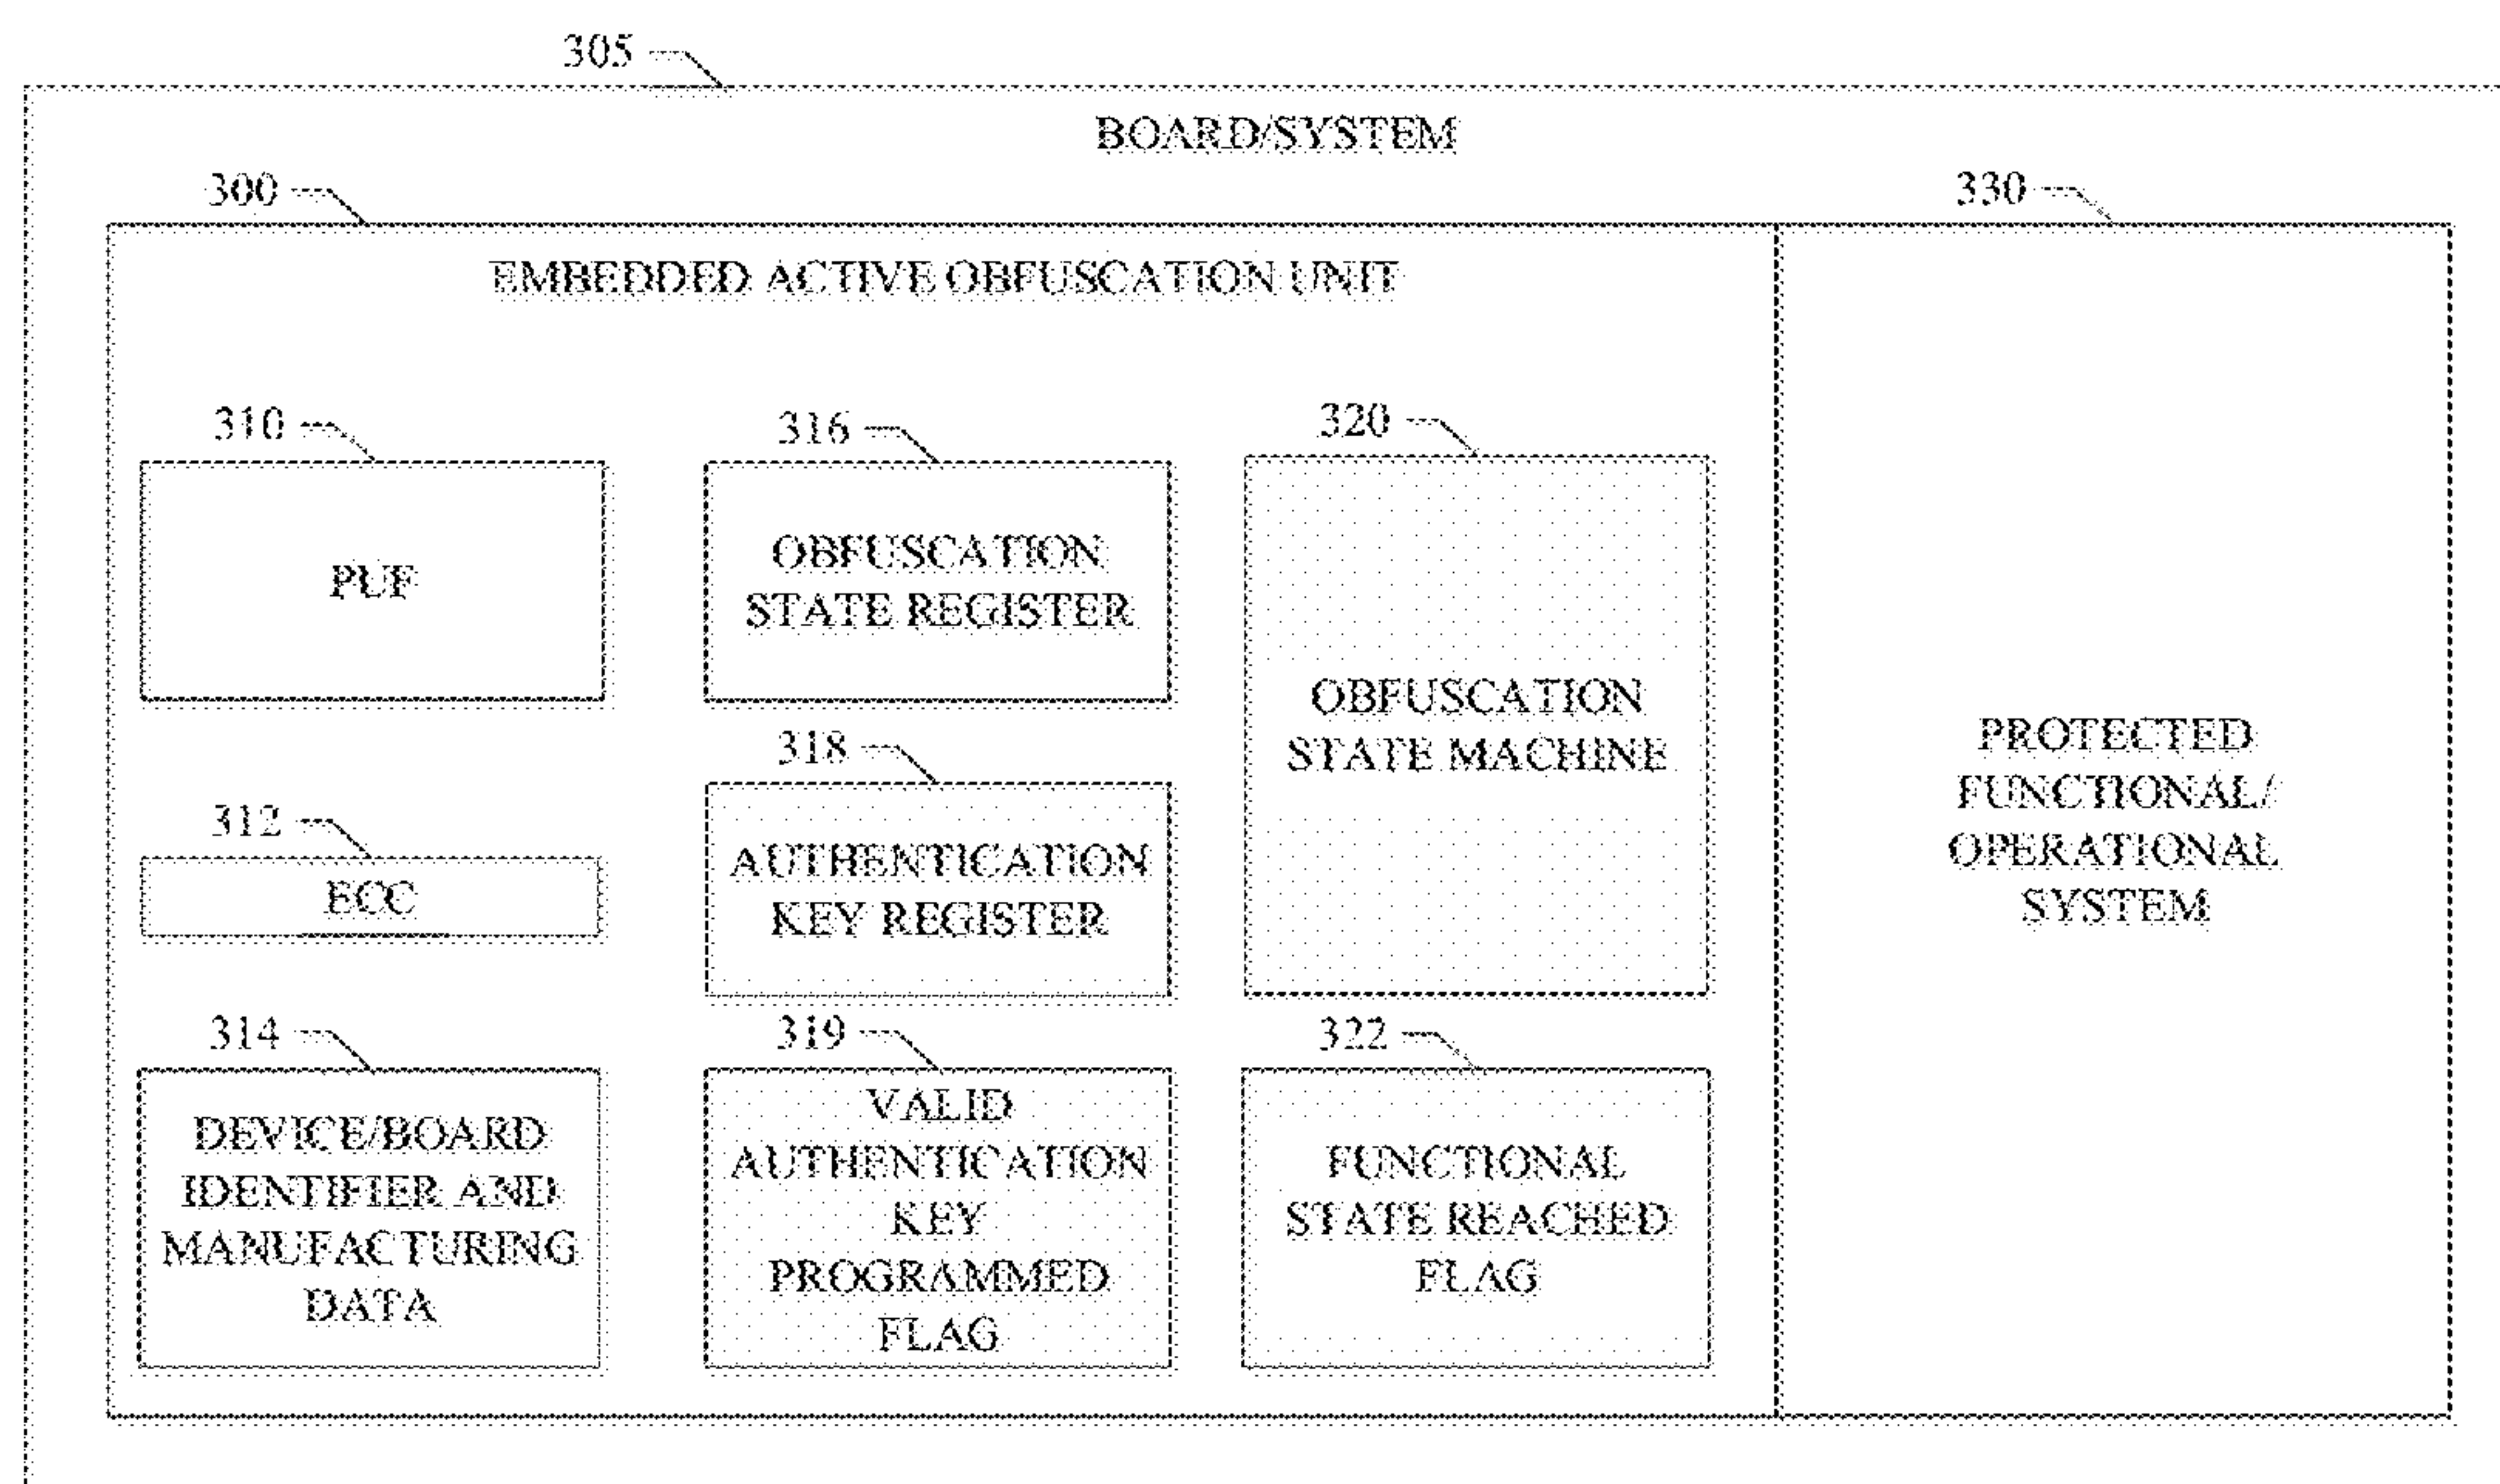 305
BOARD/SYSTEM
300
330
EMBEDDED ACTIVE OBFUSCATION UNIT
310
316
320
PUF
OBFUSCATION
STATE REGISTER
OBFUSCATION
STATE MACHINE
318
312
ECC
AUTHENTICATION
KEY REGISTER
PROTECTED
FUNCTIONAL/
OPERATIONAL
SYSTEM
314
319
322
DEVICE/BOARD
IDENTIFIER AND
MANUFACTURING
DATA
VALID
AUTHENTICATION
KEY
PROGRAMMED
FLAG
FUNCTIONAL
STATE REACHED
FLAG